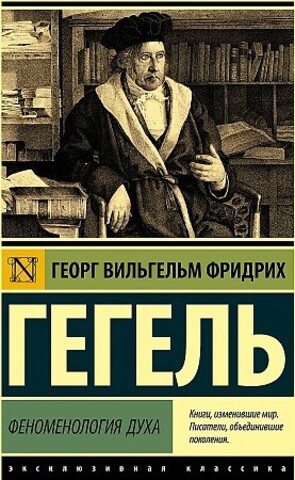 ГЕОРГ ВИЛЬГЕЛЬМ ФРИДРИХ
ГЕГЕЛЬ
ФЕНОМЕНОЛОГИЯ ДУХА
Книги, изменившие мир.
Писатели, объединившие
поколения.
ЭКСКЛЮЗИВНАЯ КЛАССИКА